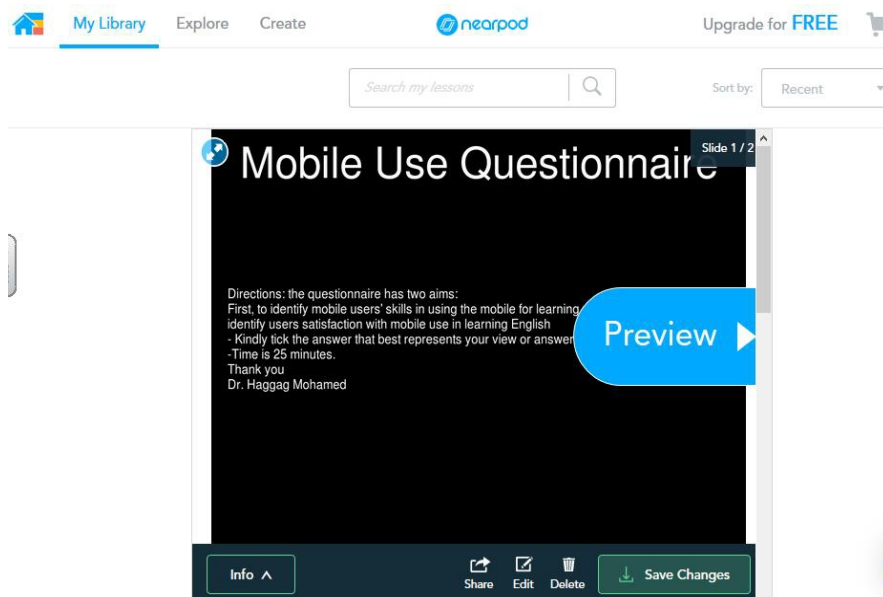 My Library Explore Create nearpod Upgrade for FREE
Search my lessons Sort by: Recent
Slide 1 / 2
Mobile Use Questionnaire
Directions: the questionnaire has two aims:
First, to identify mobile users' skills in using the mobile for learning
identify users satisfaction with mobile use in learning English
- Kindly tick the answer that best represents your view or answer
-Time is 25 minutes.
Thank you
Dr. Haggag Mohamed
Preview
Info
Share Edit Delete Save Changes